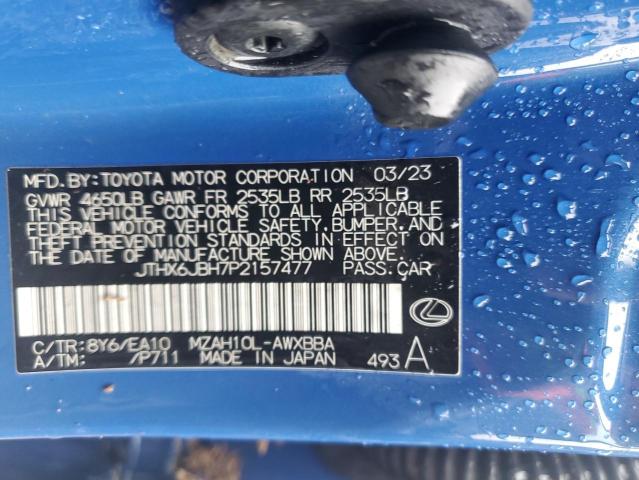 MFD.BY:TOYOTA MOTOR CORPORATION 03/23
GVWR 4650LB GAWR FR 2535LB RR 2535LB
THIS VEHICLE CONFORMS TO ALL APPLICABLE
FEDERAL MOTOR VEHICLE SAFETY,BUMPER,AND
THEFT PREVENTION STANDARDS IN EFFECT ON
THE DATE OF MANUFACTURE SHOWN ABOVE.
JTHX6JBH7P2157477 PASS.CAR
C/TR:8Y6/EA10 MZAH10L-AWXBBA
A/TM: /P711 MADE IN JAPAN 493 A